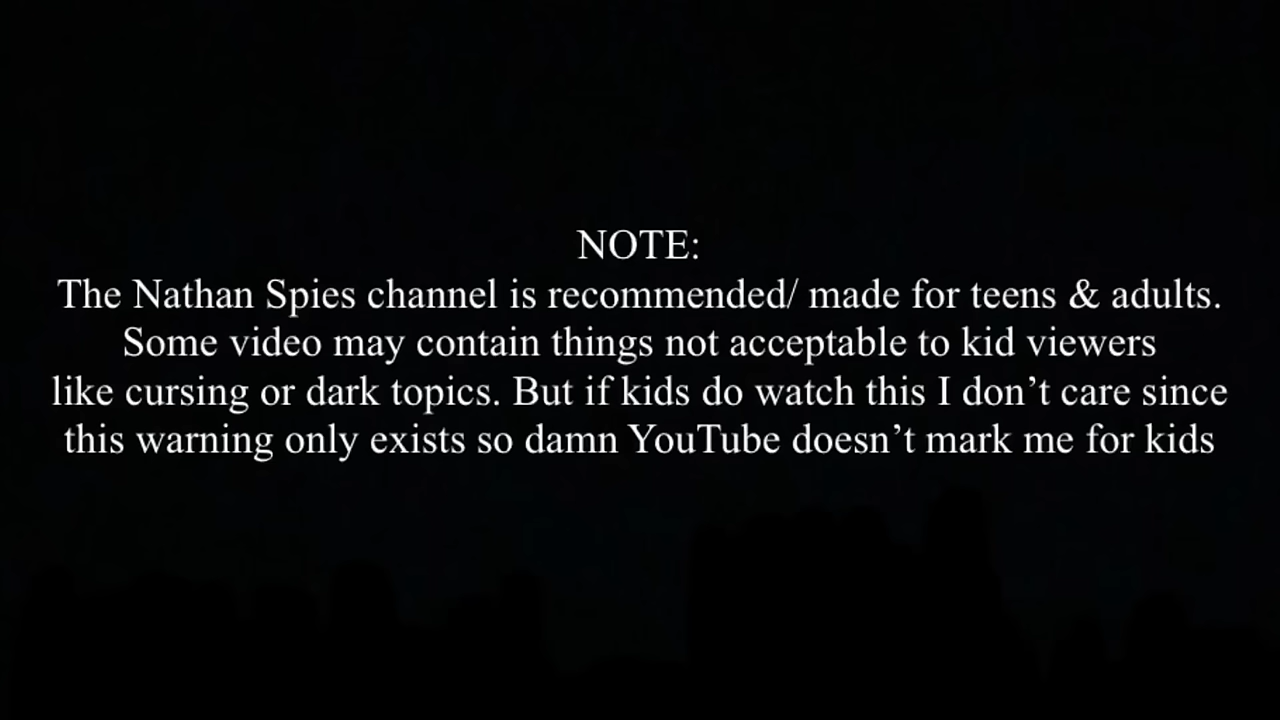 NOTE:
The Nathan Spies channel is recommended/ made for teens & adults.
Some video may contain things not acceptable to kid viewers
like cursing or dark topics. But if kids do watch this I don’t care since
this warning only exists so damn YouTube doesn’t mark me for kids